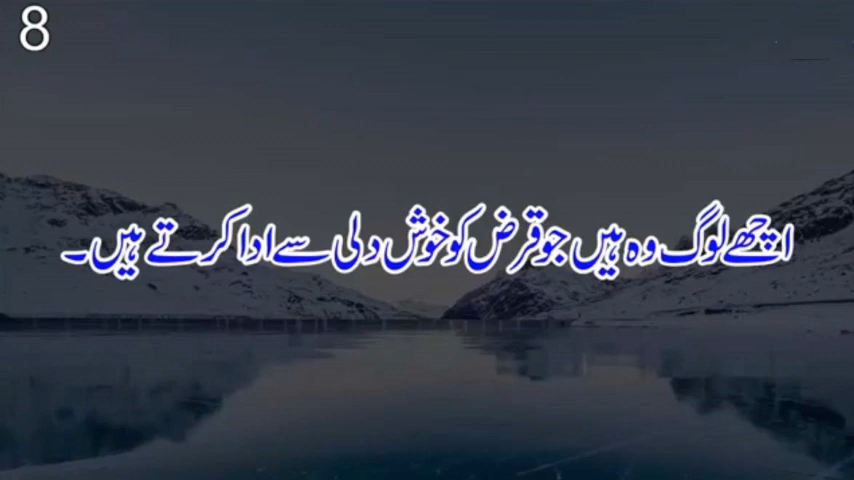 8
اچھے لوگ وہ ہیں جو قرض کو خوش دلی سے ادا کرتے ہیں۔